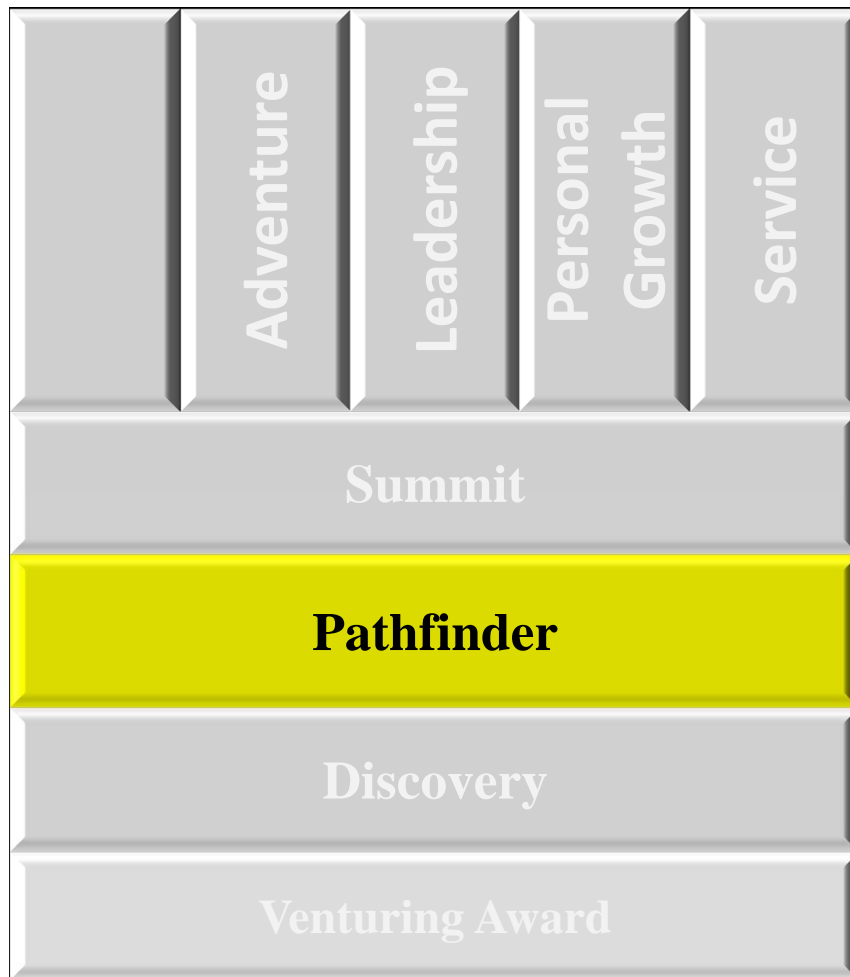 Adventure
Leadership
Personal
Growth
Service
Summit
Pathfinder
Discovery
Venturing Award